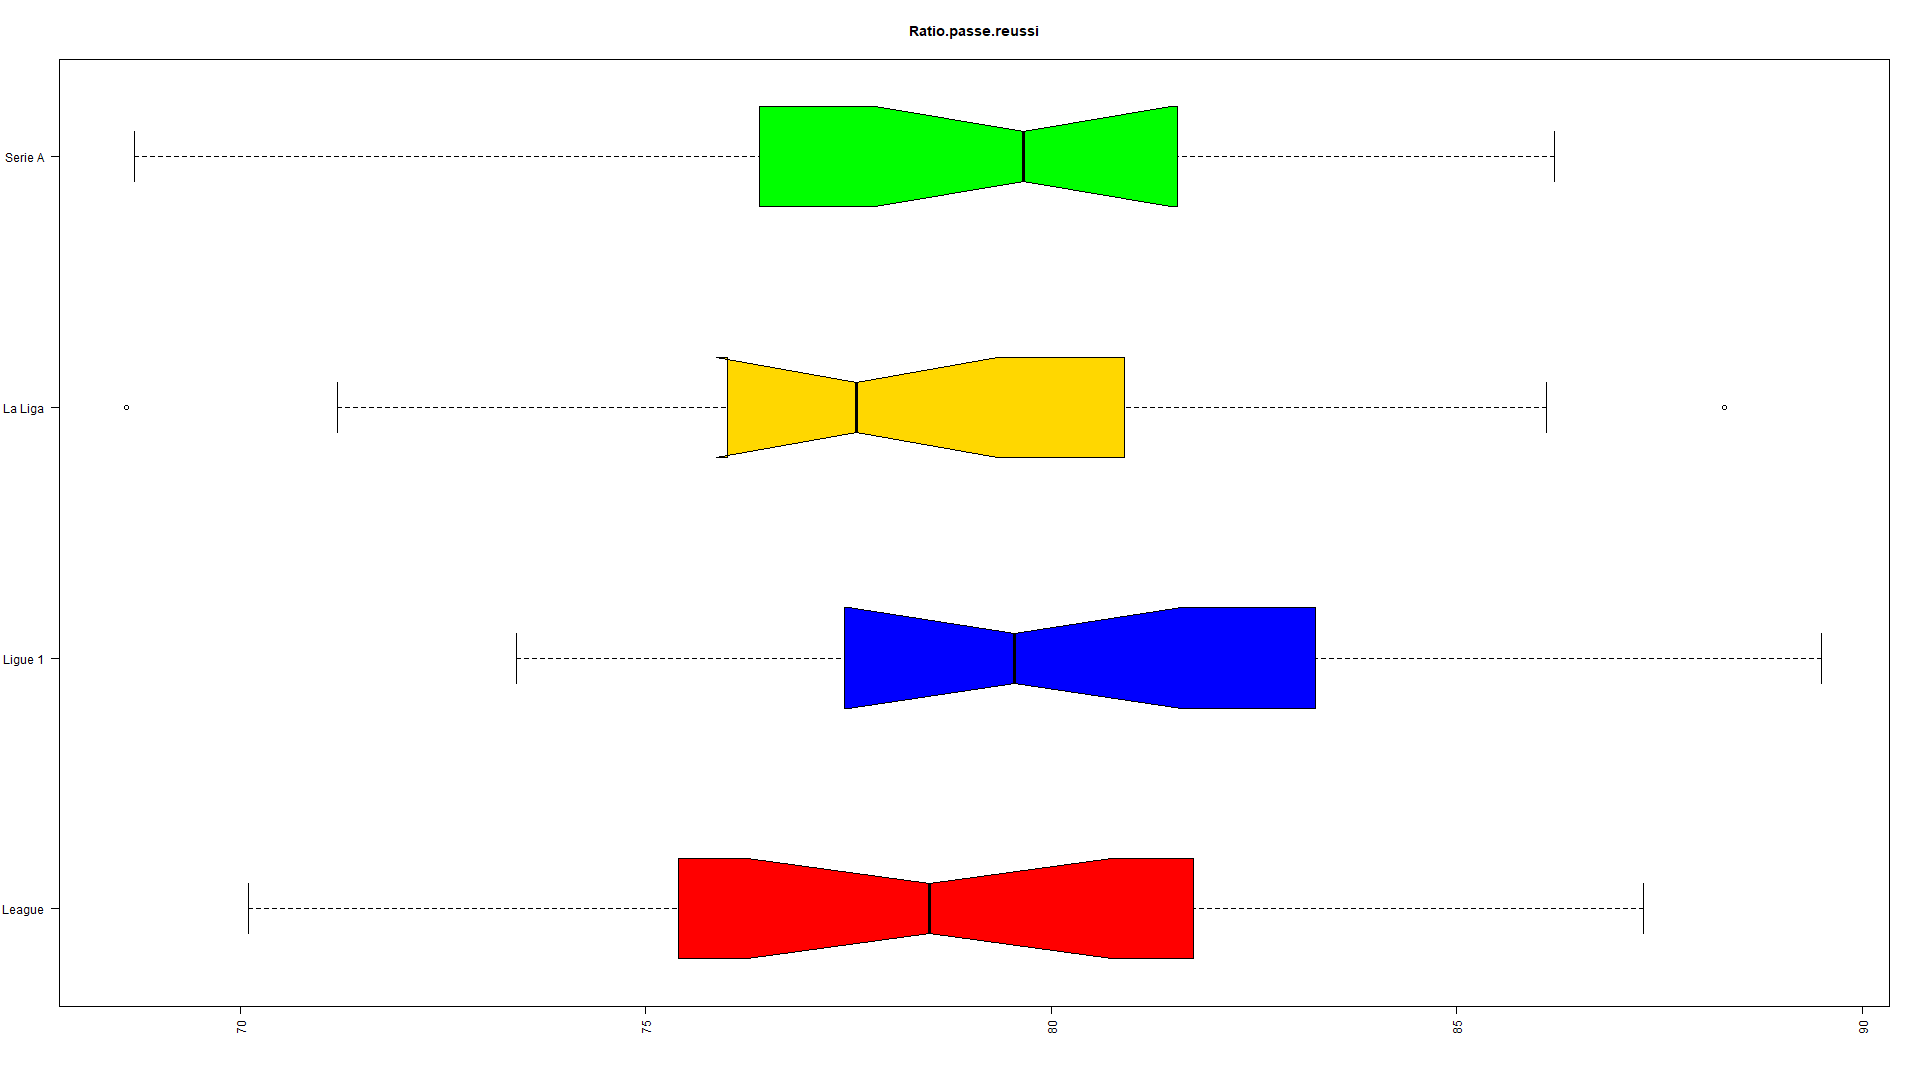 Ratio.passe.reussi
Serie A
La Liga
Ligue 1
League
70
75
80
85
90